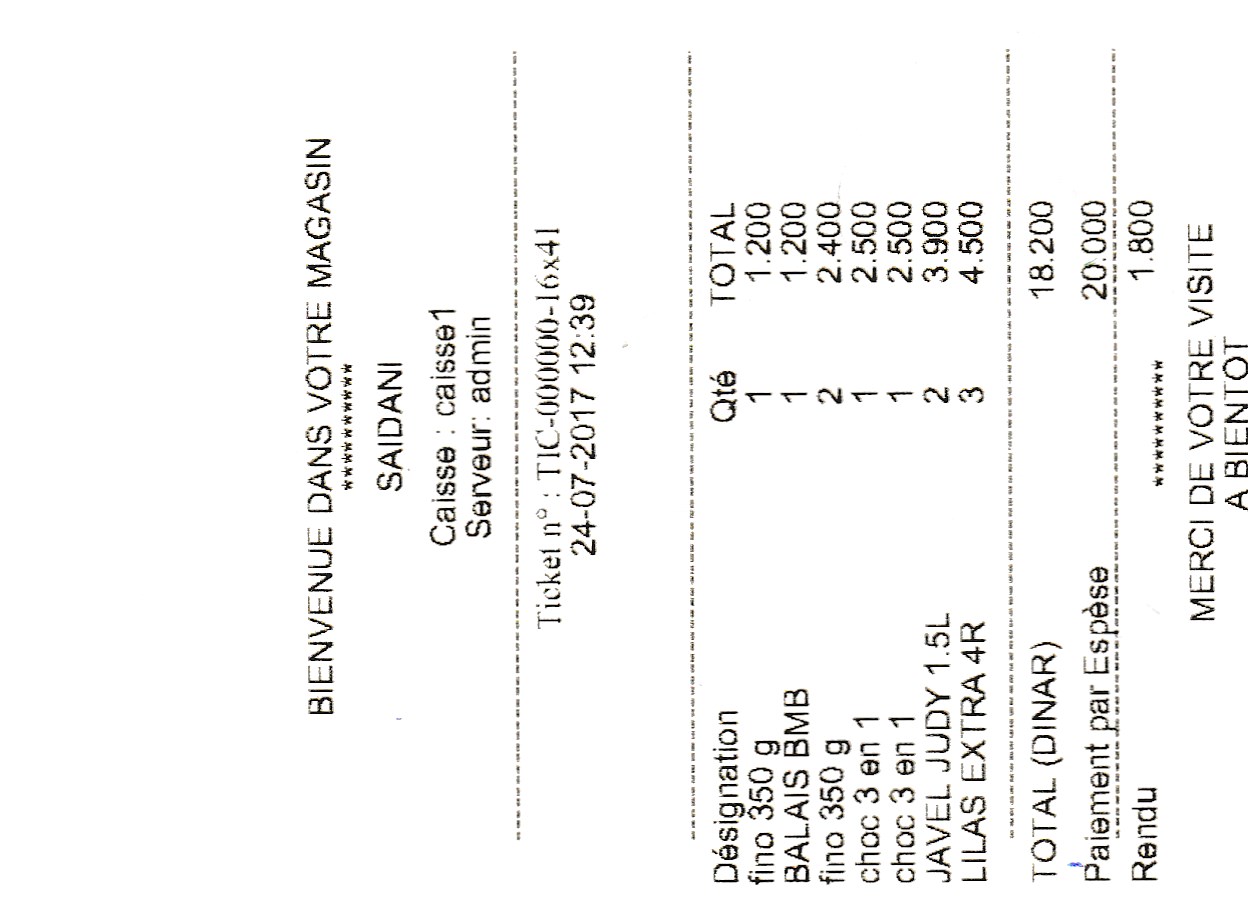 BIENVENUE DANS VOTRE MAGASIN
**********
SAIDANI
Caisse : caisse1
Serveur: admin
Ticket n° : TIC-000000-16x41
24-07-2017 12:39
Désignation Qté TOTAL
fino 350 g 1 1.200
BALAIS BMB 1 1.200
fino 350 g 2 2.400
choc 3 en 1 1 2.500
choc 3 en 1 1 2.500
JAVEL JUDY 1.5L 2 3.900
LILAS EXTRA 4R 3 4.500
TOTAL (DINAR) 18.200
Paiement par Espèse 20.000
Rendu 1.800
**********
MERCI DE VOTRE VISITE
A BIENTOT